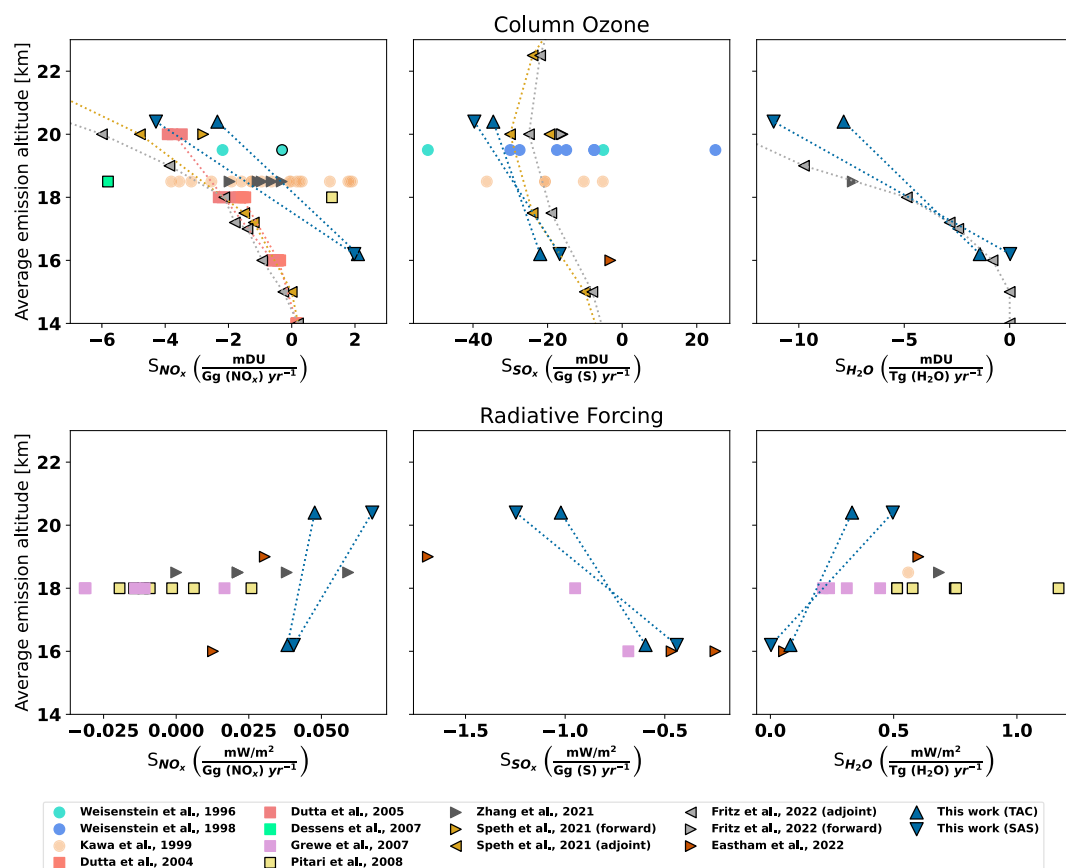 Column Ozone
Average emission altitude [km]
22
20
18
16
14
−6 −4 −2 0 2
−40 −20 0 20
−10 −5 0
S_NOₓ (mDU / Gg (NOₓ) yr⁻¹)
S_SOₓ (mDU / Gg (S) yr⁻¹)
S_H₂O (mDU / Tg (H₂O) yr⁻¹)
Radiative Forcing
Average emission altitude [km]
22
20
18
16
14
−0.025 0.000 0.025 0.050
−1.5 −1.0 −0.5
0.0 0.5 1.0
S_NOₓ (mW/m² / Gg (NOₓ) yr⁻¹)
S_SOₓ (mW/m² / Gg (S) yr⁻¹)
S_H₂O (mW/m² / Tg (H₂O) yr⁻¹)
Weisenstein et al., 1996
Weisenstein et al., 1998
Kawa et al., 1999
Dutta et al., 2004
Dutta et al., 2005
Dessens et al., 2007
Grewe et al., 2007
Pitari et al., 2008
Zhang et al., 2021
Speth et al., 2021 (forward)
Speth et al., 2021 (adjoint)
Fritz et al., 2022 (adjoint)
Fritz et al., 2022 (forward)
Eastham et al., 2022
This work (TAC)
This work (SAS)